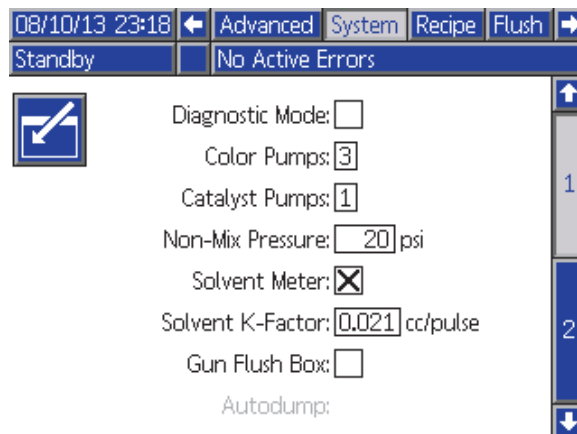 08/10/13 23:18 Advanced System Recipe Flush
Standby No Active Errors
Diagnostic Mode:
Color Pumps: 3
1
Catalyst Pumps: 1
Non-Mix Pressure: 20 psi
Solvent Meter:
Solvent K-Factor: 0.021 cc/pulse
2
Gun Flush Box:
Autodump: